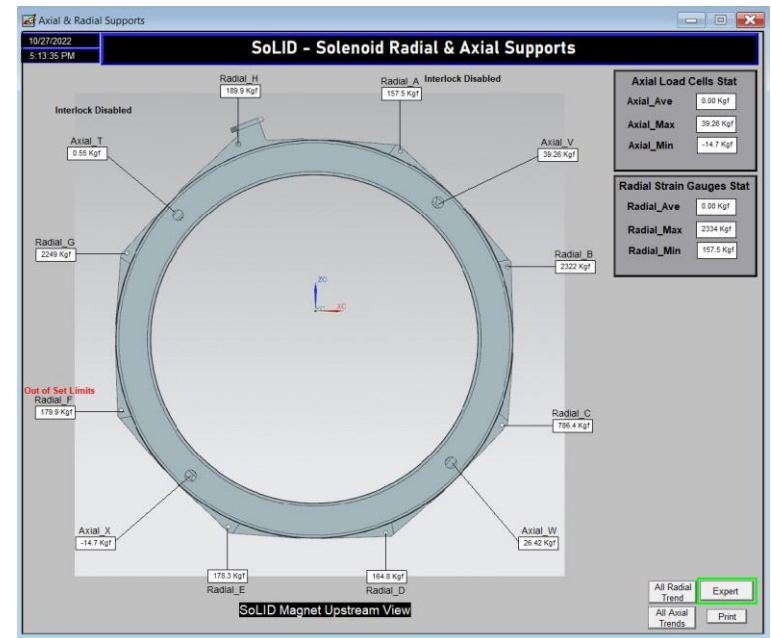 Axial & Radial Supports
10/27/2022
5:13:35 PM
SoLID - Solenoid Radial & Axial Supports
Radial_H
189.9 Kgf
Radial_A
157.5 Kgf
Interlock Disabled
Interlock Disabled
Axial_T
0.55 Kgf
Axial_V
39.26 Kgf
Axial Load Cells Stat
Axial_Ave
0.00 Kgf
Axial_Max
39.26 Kgf
Axial_Min
-14.7 Kgf
Radial Strain Gauges Stat
Radial_Ave
0.00 Kgf
Radial_Max
2334 Kgf
Radial_Min
157.5 Kgf
Radial_G
2249 Kgf
Radial_B
2322 Kgf
ZC
YC
XC
Out of Set Limits
Radial_F
179.9 Kgf
Radial_C
786.4 Kgf
Axial_X
-14.7 Kgf
Axial_W
26.42 Kgf
178.3 Kgf
Radial_E
164.8 Kgf
Radial_D
SoLID Magnet Upstream View
All Radial
Trend
Expert
All Axial
Trends
Print